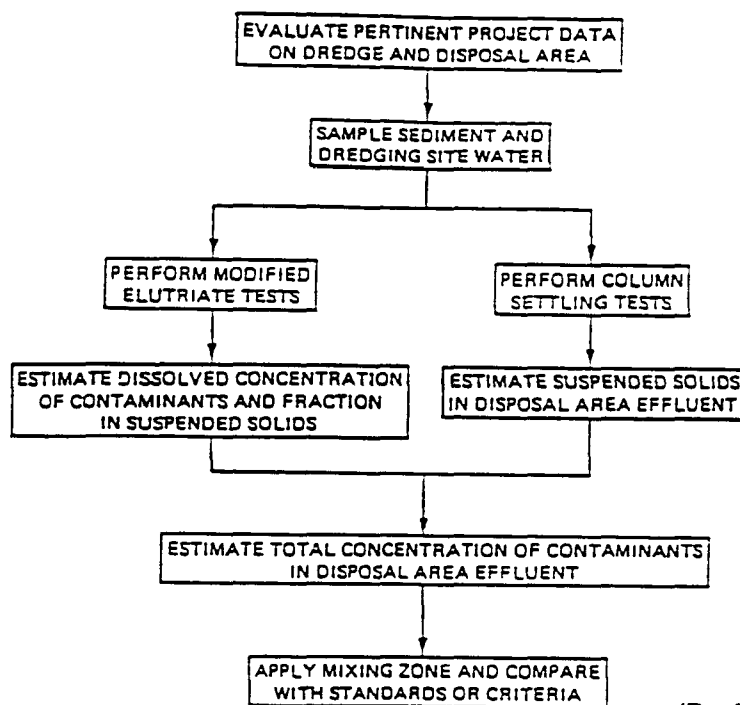 EVALUATE PERTINENT PROJECT DATA
ON DREDGE AND DISPOSAL AREA
SAMPLE SEDIMENT AND
DREDGING SITE WATER
PERFORM MODIFIED
ELUTRIATE TESTS
PERFORM COLUMN
SETTLING TESTS
ESTIMATE DISSOLVED CONCENTRATION
OF CONTAMINANTS AND FRACTION
IN SUSPENDED SOLIDS
ESTIMATE SUSPENDED SOLIDS
IN DISPOSAL AREA EFFLUENT
ESTIMATE TOTAL CONCENTRATION OF CONTAMINANTS
IN DISPOSAL AREA EFFLUENT
APPLY MIXING ZONE AND COMPARE
WITH STANDARDS OR CRITERIA